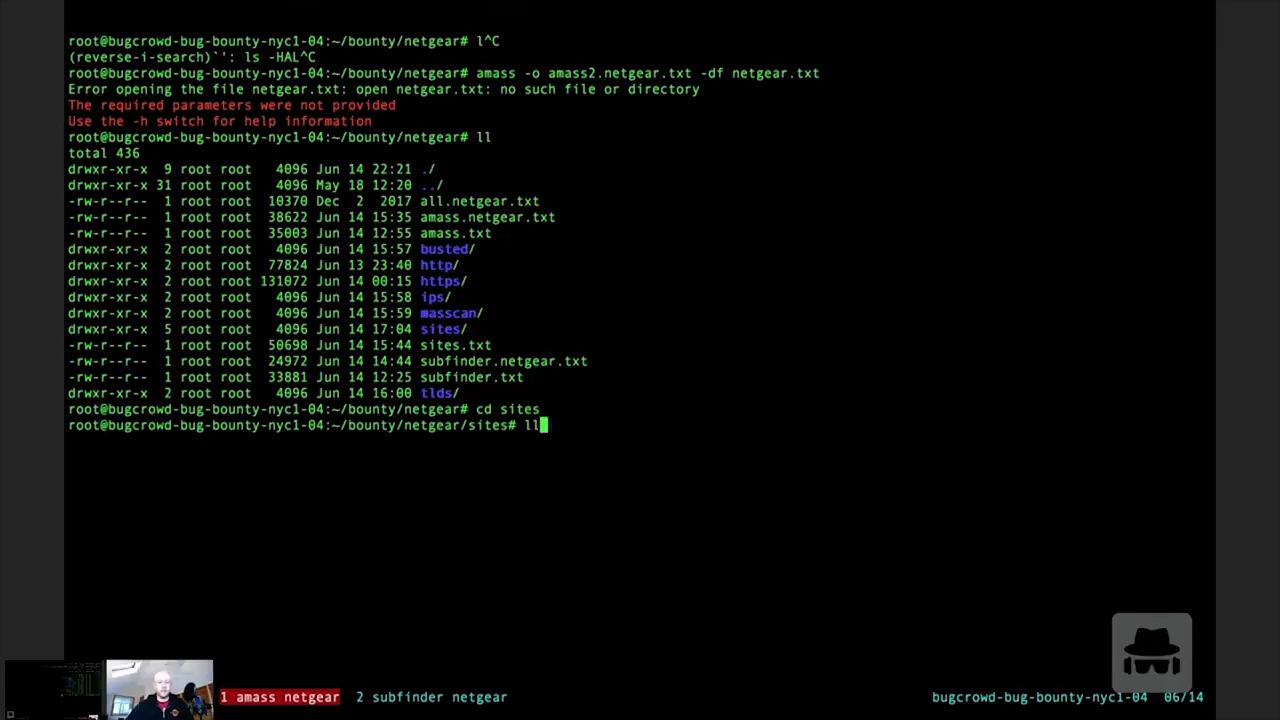 root@bugcrowd-bug-bounty-nyc1-04:~/bounty/netgear# l^C
(reverse-i-search)`': ls -HAL^C
root@bugcrowd-bug-bounty-nyc1-04:~/bounty/netgear# amass -o amass2.netgear.txt -df netgear.txt
Error opening the file netgear.txt: open netgear.txt: no such file or directory
The required parameters were not provided
Use the -h switch for help information
root@bugcrowd-bug-bounty-nyc1-04:~/bounty/netgear# ll
total 436
drwxr-xr-x  9 root root   4096 Jun 14 22:21 ./
drwxr-xr-x 31 root root   4096 May 18 12:20 ../
-rw-r--r--  1 root root  10370 Dec  2  2017 all.netgear.txt
-rw-r--r--  1 root root  38622 Jun 14 15:35 amass.netgear.txt
-rw-r--r--  1 root root  35003 Jun 14 12:55 amass.txt
drwxr-xr-x  2 root root   4096 Jun 14 15:57 busted/
drwxr-xr-x  2 root root  77824 Jun 13 23:40 http/
drwxr-xr-x  2 root root 131072 Jun 14 00:15 https/
drwxr-xr-x  2 root root   4096 Jun 14 15:58 ips/
drwxr-xr-x  2 root root   4096 Jun 14 15:59 masscan/
drwxr-xr-x  5 root root   4096 Jun 14 17:04 sites/
-rw-r--r--  1 root root  50698 Jun 14 15:44 sites.txt
-rw-r--r--  1 root root  24972 Jun 14 14:44 subfinder.netgear.txt
-rw-r--r--  1 root root  33881 Jun 14 12:25 subfinder.txt
drwxr-xr-x  2 root root   4096 Jun 14 16:00 tlds/
root@bugcrowd-bug-bounty-nyc1-04:~/bounty/netgear# cd sites
root@bugcrowd-bug-bounty-nyc1-04:~/bounty/netgear/sites# ll
1 amass netgear  2 subfinder netgear  bugcrowd-bug-bounty-nyc1-04  06/14